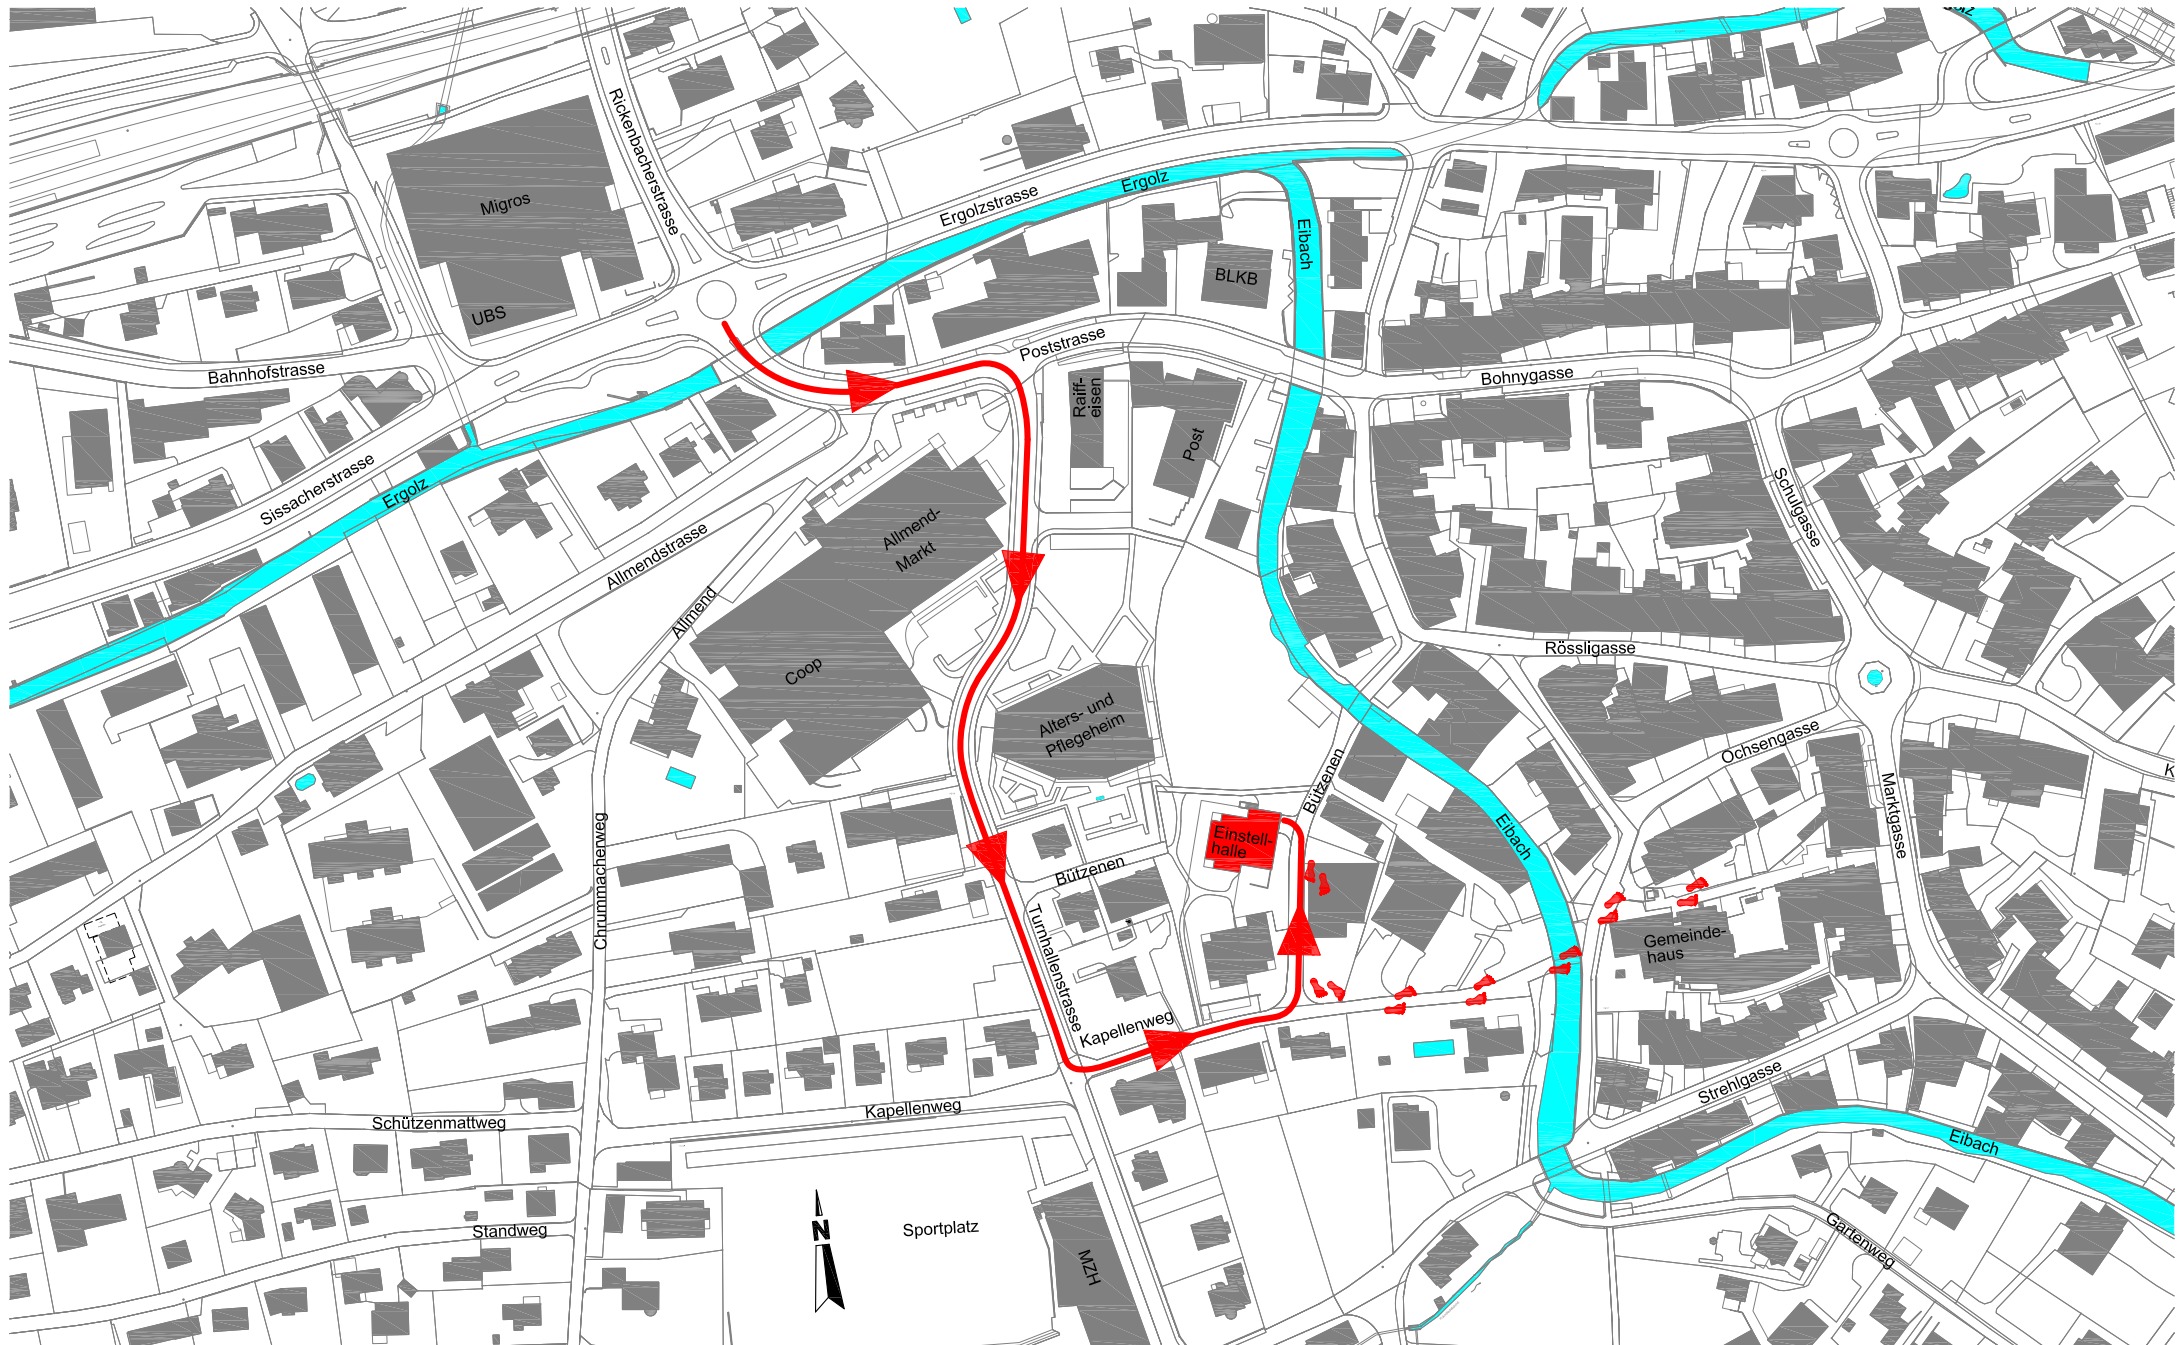 Rickenbacherstrasse
Migros
Ergolz
Ergolzstrasse
Eibach
BLKB
UBS
Poststrasse
Bahnhofstrasse
Bohnygasse
Raiff-
eisen
Post
Sissacherstrasse
Ergolz
Schulgasse
Allmend-
Markt
Allmendstrasse
Allmend
Rössligasse
Coop
Alters- und
Pflegeheim
Ochsengasse
Bützenen
Marktgasse
Eibach
Einstell-
halle
Chrummacherweg
Bützenen
Turnhallenstrasse
Gemeinde-
haus
Kapellenweg
Strehlgasse
Kapellenweg
Schützenmattweg
Eibach
N
Sportplatz
Standweg
MZH
Gartenweg